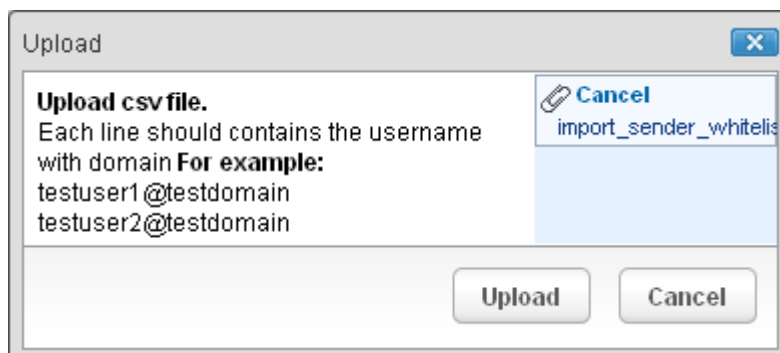 Upload
Upload csv file.
Each line should contains the username
with domain For example:
testuser1@testdomain
testuser2@testdomain
Cancel
import_sender_whitelis
Upload
Cancel